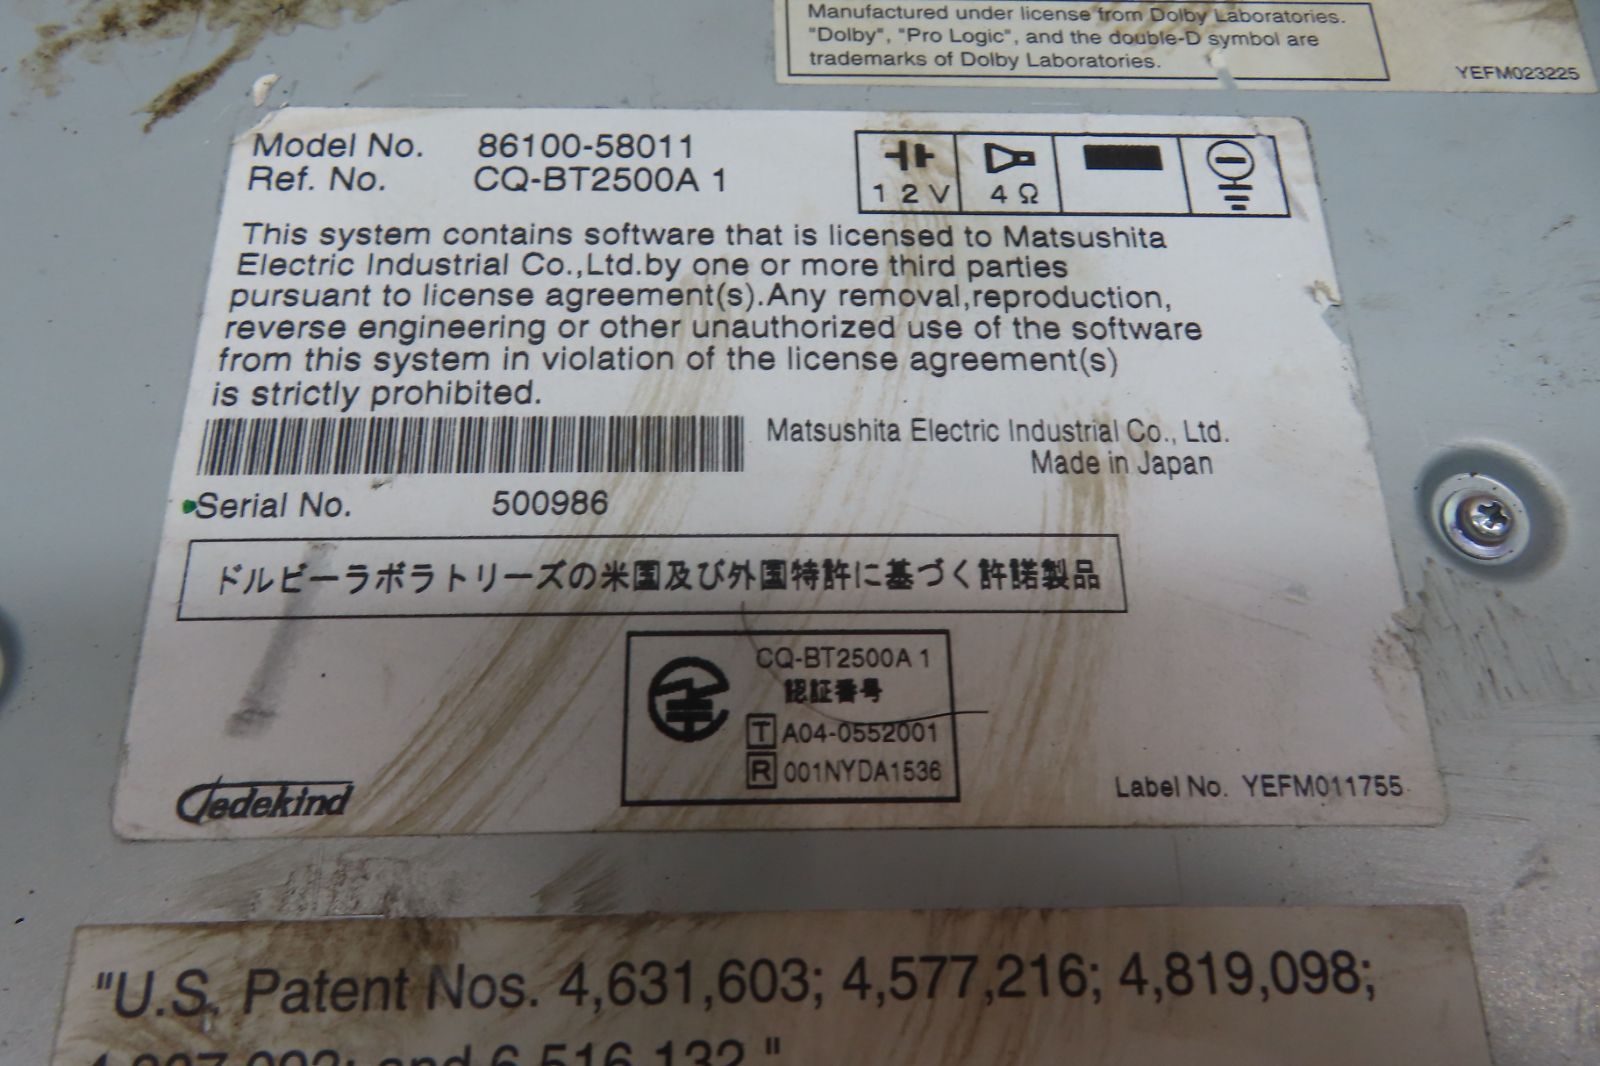 Manufactured under license from Dolby Laboratories.
"Dolby", "Pro Logic", and the double-D symbol are
trademarks of Dolby Laboratories.
YEFM023225
Model No. 86100-58011
Ref. No. CQ-BT2500A 1
12V 4Ω
This system contains software that is licensed to Matsushita
Electric Industrial Co.,Ltd.by one or more third parties
pursuant to license agreement(s).Any removal,reproduction,
reverse engineering or other unauthorized use of the software
from this system in violation of the license agreement(s)
is strictly prohibited.
Matsushita Electric Industrial Co., Ltd.
Made in Japan
Serial No. 500986
ドルビーラボラトリーズの米国及び外国特許に基づく許諾製品
CQ-BT2500A 1
認証番号
T A04-0552001
R 001NYDA1536
Dedekind
Label No. YEFM011755
"U.S. Patent Nos. 4,631,603; 4,577,216; 4,819,098;
and 6,516,132."